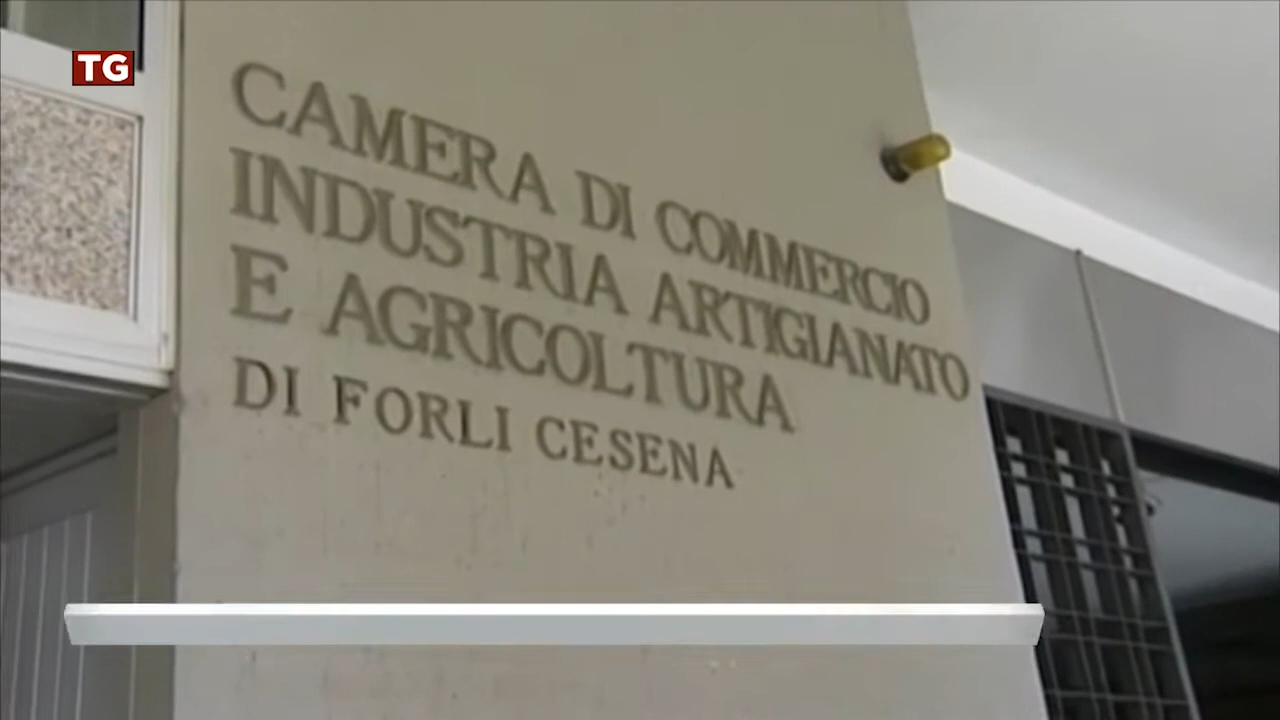 TG
CAMERA DI COMMERCIO
INDUSTRIA ARTIGIANATO
E AGRICOLTURA
DI FORLI CESENA